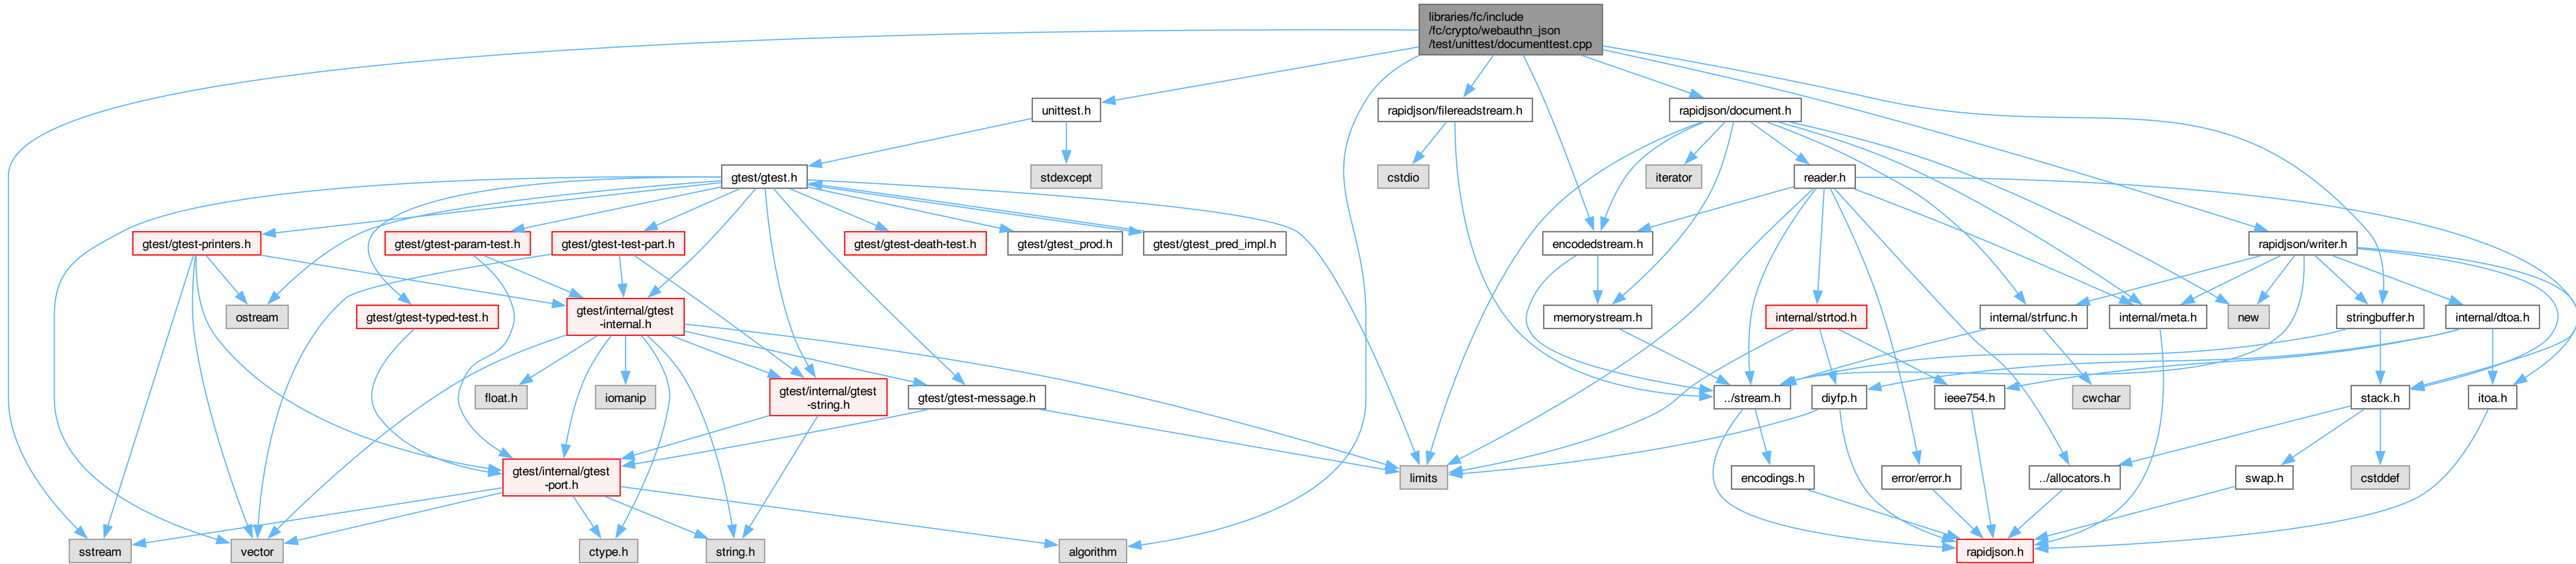 libraries/fc/include
/fc/crypto/webauthn_json
/test/unittest/documenttest.cpp
unittest.h
rapidjson/filereadstream.h
rapidjson/document.h
gtest/gtest.h
stdexcept
cstdio
iterator
reader.h
gtest/gtest-printers.h
gtest/gtest-param-test.h
gtest/gtest-test-part.h
gtest/gtest-death-test.h
gtest/gtest_prod.h
gtest/gtest_pred_impl.h
encodedstream.h
rapidjson/writer.h
ostream
gtest/gtest-typed-test.h
gtest/internal/gtest
-internal.h
memorystream.h
internal/strtod.h
internal/strfunc.h
internal/meta.h
new
stringbuffer.h
internal/dtoa.h
float.h
iomanip
gtest/internal/gtest
-string.h
gtest/gtest-message.h
../stream.h
diyfp.h
ieee754.h
cwchar
stack.h
itoa.h
gtest/internal/gtest
-port.h
limits
encodings.h
error/error.h
../allocators.h
swap.h
cstddef
sstream
vector
ctype.h
string.h
algorithm
rapidjson.h